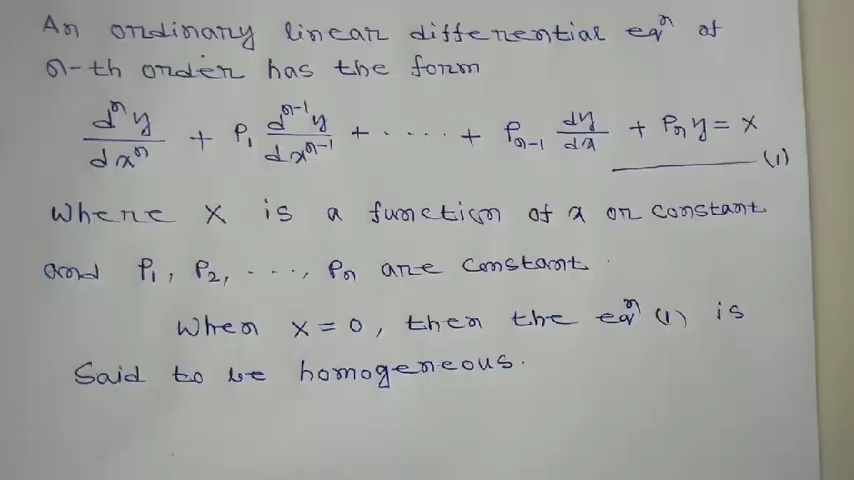 An ordinary linear differential eqⁿ of
n-th order has the form
dⁿy/dxⁿ + P₁ dⁿ⁻¹y/dxⁿ⁻¹ + ..... + Pₙ₋₁ dy/dx + Pₙy = X —— (1)
where X is a function of x or constant
and P₁, P₂, ...., Pₙ are constant.
When X = 0, then the eqⁿ (1) is
said to be homogeneous.